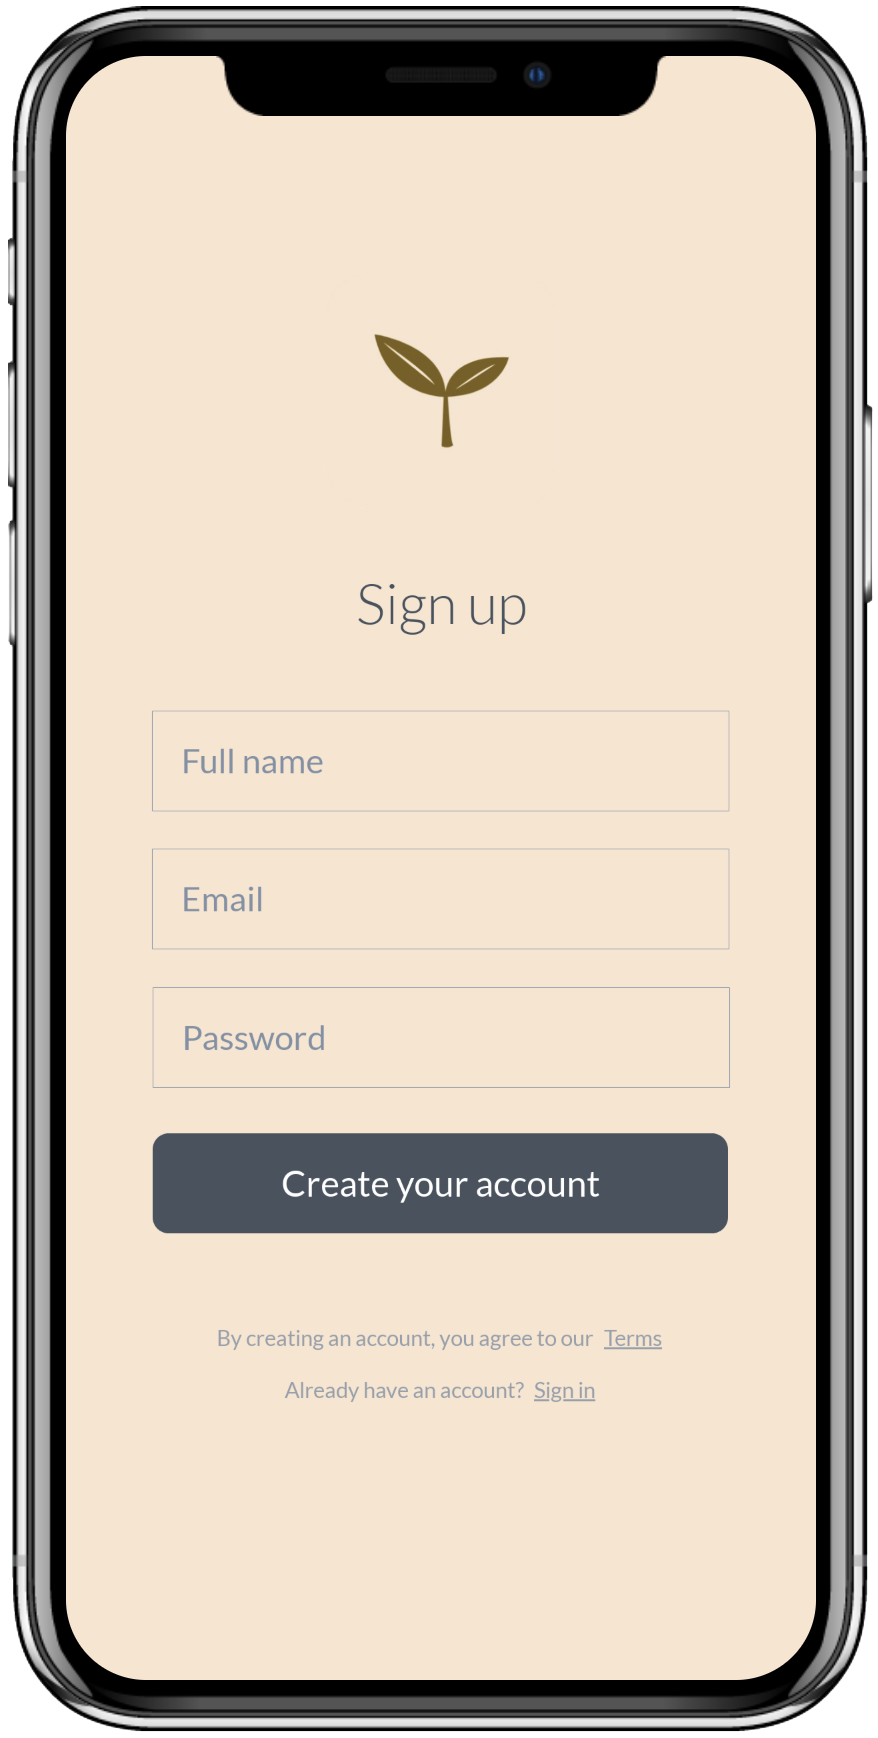 Sign up
Full name
Email
Password
Create your account
By creating an account, you agree to our Terms
Already have an account? Sign in